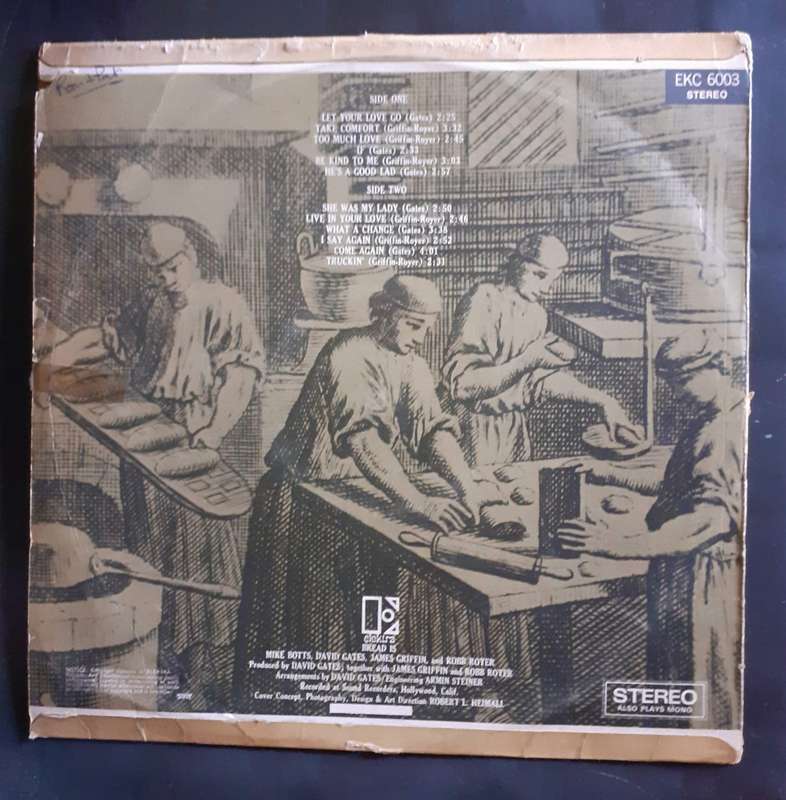 EKC 6003
STEREO
SIDE ONE
LET YOUR LOVE GO (Gates) 2:25
TAKE COMFORT (Griffin-Royer) 3:32
TOO MUCH LOVE (Griffin-Royer) 2:45
IF (Gates) 2:33
BE KIND TO ME (Griffin-Royer) 3:03
HE'S A GOOD LAD (Gates) 2:57
SIDE TWO
SHE WAS MY LADY (Gates) 2:50
LIVE IN YOUR LOVE (Griffin-Royer) 2:46
WHAT A CHANGE (Gates) 3:38
I SAY AGAIN (Griffin-Royer) 2:52
COME AGAIN (Gates) 4:01
TRUCKIN' (Griffin-Royer) 2:31
elektra
BREAD IS
MIKE BOTTS, DAVID GATES, JAMES GRIFFIN, and ROBB ROYER
Produced by DAVID GATES; together with JAMES GRIFFIN and ROBB ROYER
Arrangements by DAVID GATES/Engineering ARMIN STEINER
Recorded at Sound Recorders, Hollywood, Calif.
Cover Concept, Photography, Design & Art Direction ROBERT L. HEIMALL
STEREO
ALSO PLAYS MONO